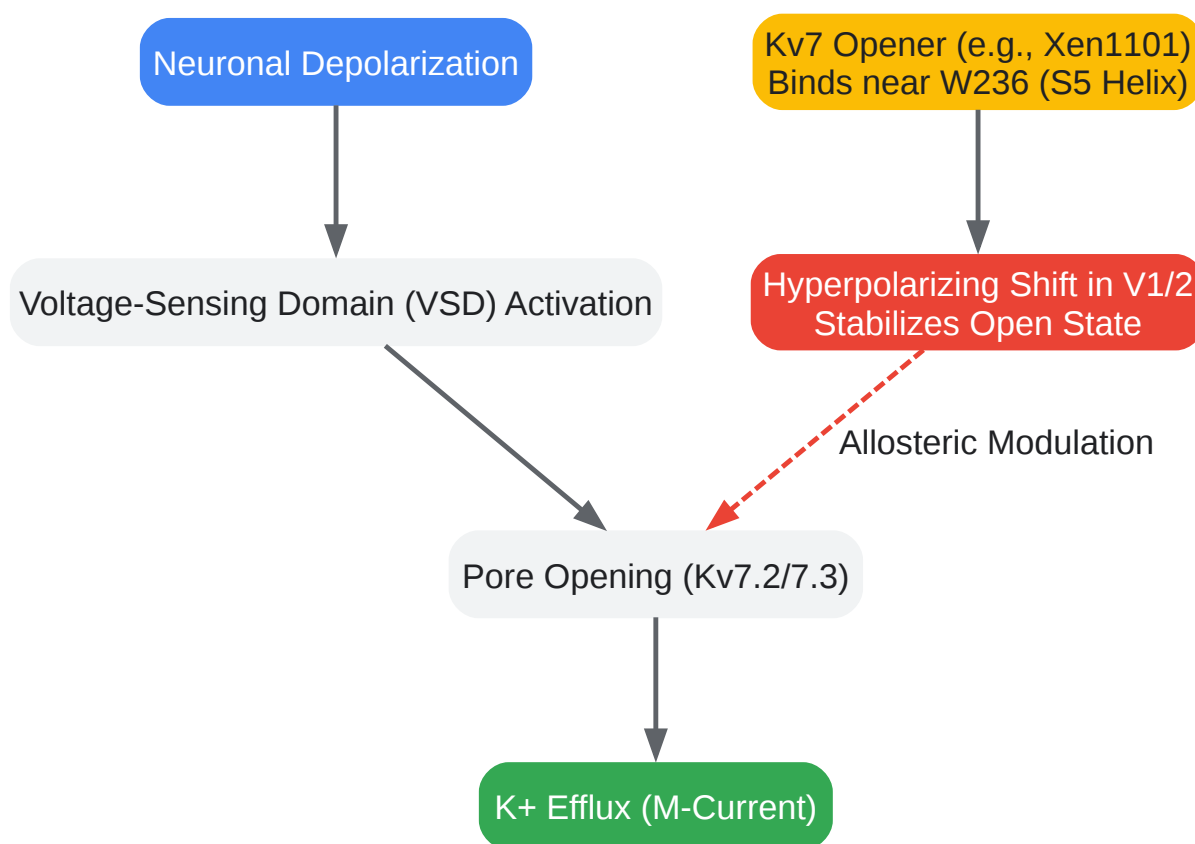 Neuronal Depolarization
Kv7 Opener (e.g., Xen1101)
Binds near W236 (S5 Helix)
Voltage-Sensing Domain (VSD) Activation
Hyperpolarizing Shift in V1/2
Stabilizes Open State
Allosteric Modulation
Pore Opening (Kv7.2/7.3)
K+ Efflux (M-Current)